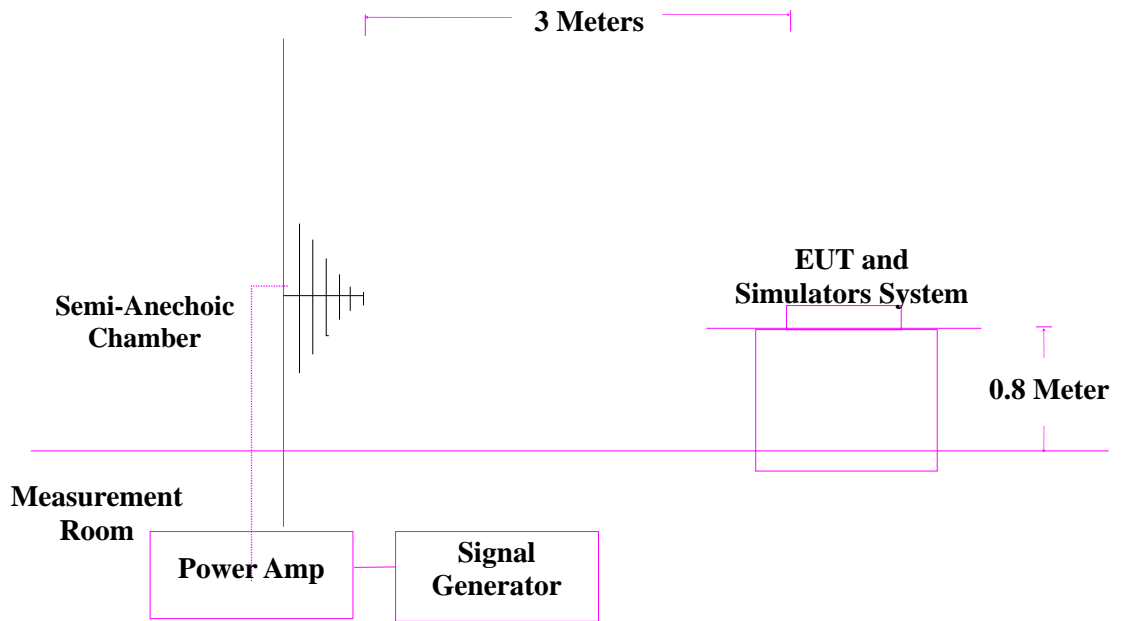 3 Meters
EUT and
Simulators System
Semi-Anechoic
Chamber
0.8 Meter
Measurement
Room
Power Amp
Signal
Generator